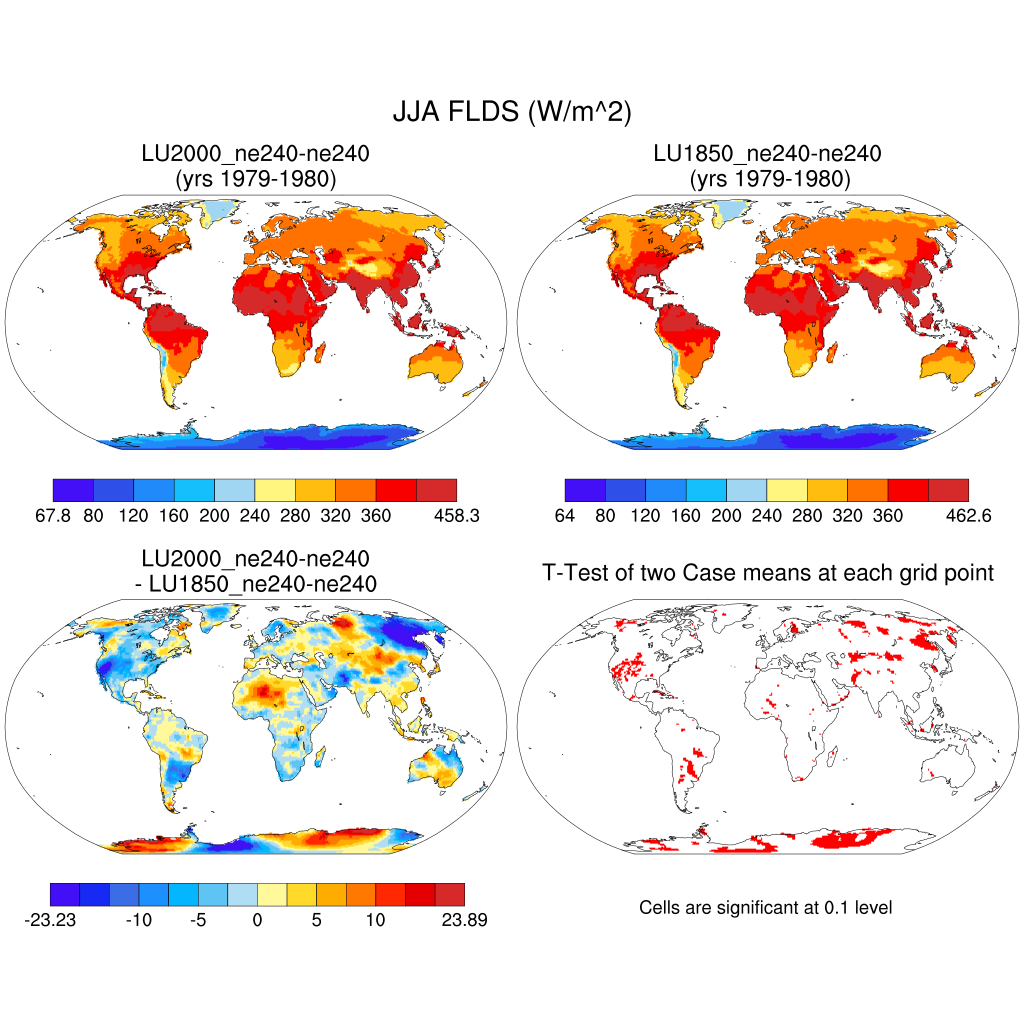 JJA FLDS (W/m^2)
LU2000_ne240-ne240
(yrs 1979-1980)
LU1850_ne240-ne240
(yrs 1979-1980)
67.8 80 120 160 200 240 280 320 360 458.3
64 80 120 160 200 240 280 320 360 462.6
LU2000_ne240-ne240
- LU1850_ne240-ne240
T-Test of two Case means at each grid point
-23.23 -10 -5 0 5 10 23.89
Cells are significant at 0.1 level